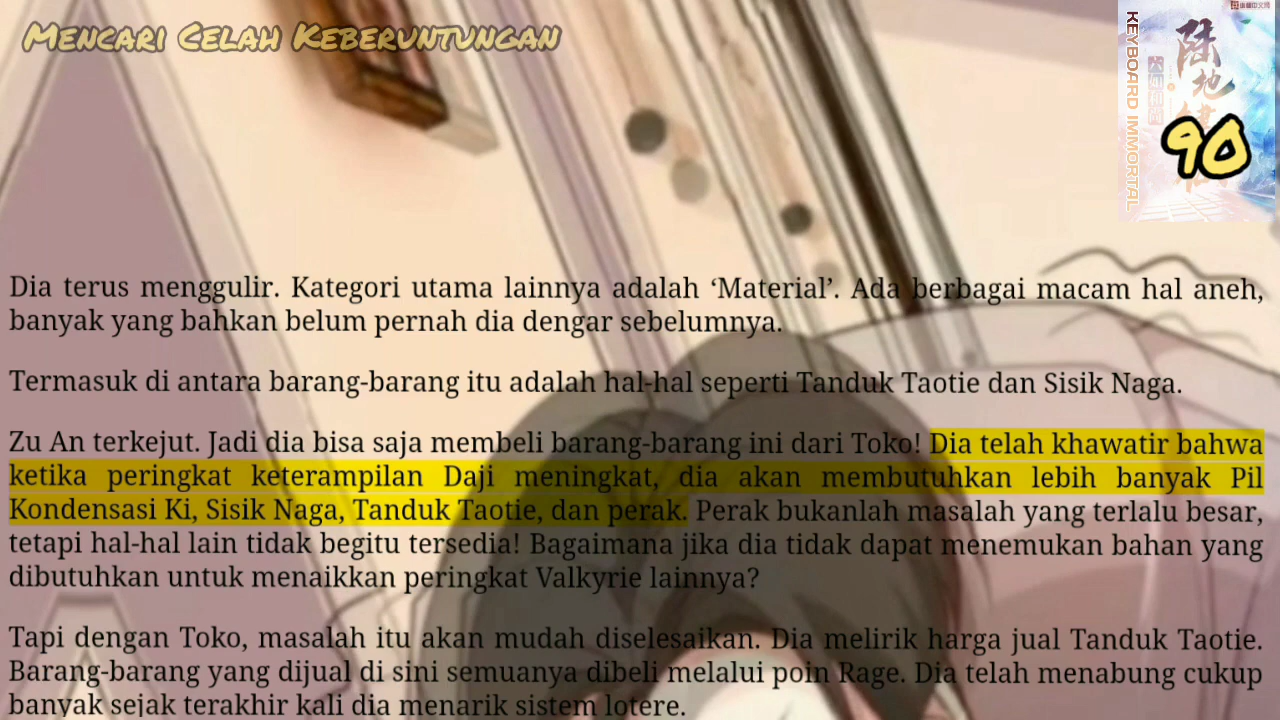 Mencari Celah Keberuntungan
KEYBOARD IMMORTAL
陆地键仙
90
Dia terus menggulir. Kategori utama lainnya adalah ‘Material’. Ada berbagai macam hal aneh,
banyak yang bahkan belum pernah dia dengar sebelumnya.
Termasuk di antara barang-barang itu adalah hal-hal seperti Tanduk Taotie dan Sisik Naga.
Zu An terkejut. Jadi dia bisa saja membeli barang-barang ini dari Toko! Dia telah khawatir bahwa
ketika peringkat keterampilan Daji meningkat, dia akan membutuhkan lebih banyak Pil
Kondensasi Ki, Sisik Naga, Tanduk Taotie, dan perak. Perak bukanlah masalah yang terlalu besar,
tetapi hal-hal lain tidak begitu tersedia! Bagaimana jika dia tidak dapat menemukan bahan yang
dibutuhkan untuk menaikkan peringkat Valkyrie lainnya?
Tapi dengan Toko, masalah itu akan mudah diselesaikan. Dia melirik harga jual Tanduk Taotie.
Barang-barang yang dijual di sini semuanya dibeli melalui poin Rage. Dia telah menabung cukup
banyak sejak terakhir kali dia menarik sistem lotere.